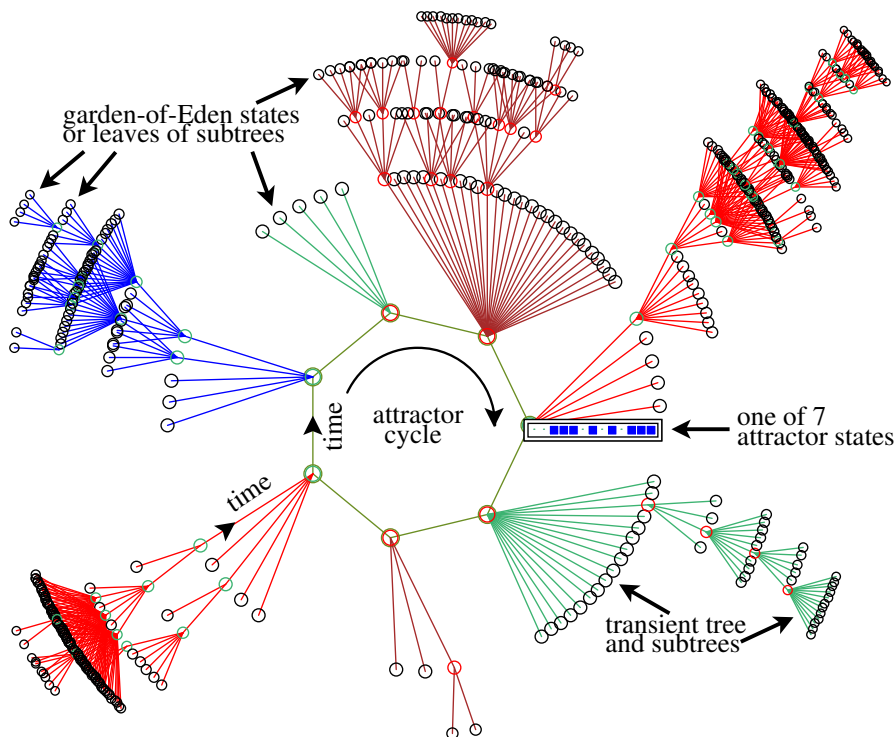 garden-of-Eden states
or leaves of subtrees
time
attractor
cycle
one of 7
attractor states
time
transient tree
and subtrees